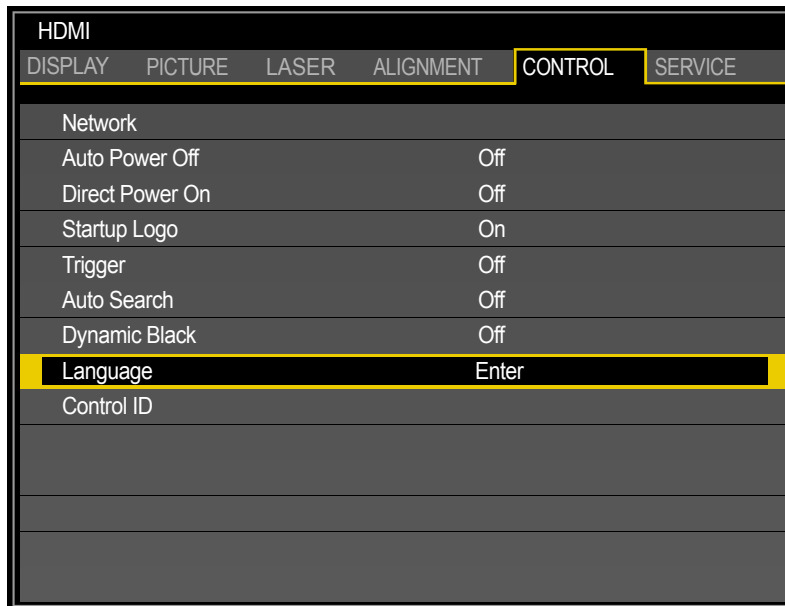 HDMI
DISPLAY PICTURE LASER ALIGNMENT CONTROL SERVICE
Network
Auto Power Off Off
Direct Power On Off
Startup Logo On
Trigger Off
Auto Search Off
Dynamic Black Off
Language Enter
Control ID